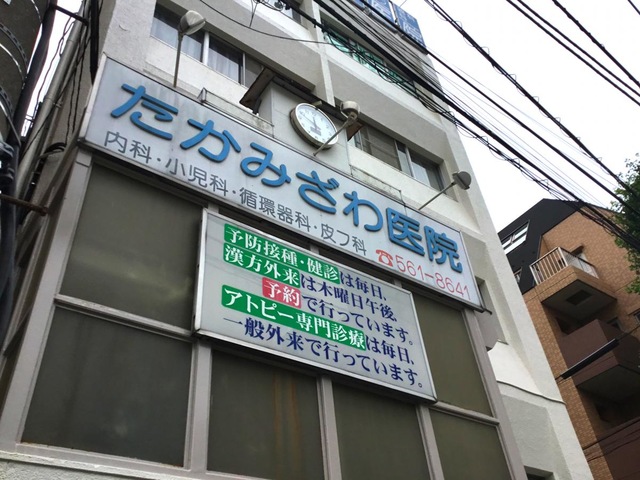 たかみざわ医院
内科・小児科・循環器科・皮フ科
☎561-8641
予防接種・健診は毎日、
漢方外来は木曜日午後、
予約で行っています。
アトピー専門診療は毎日、
一般外来で行っています。